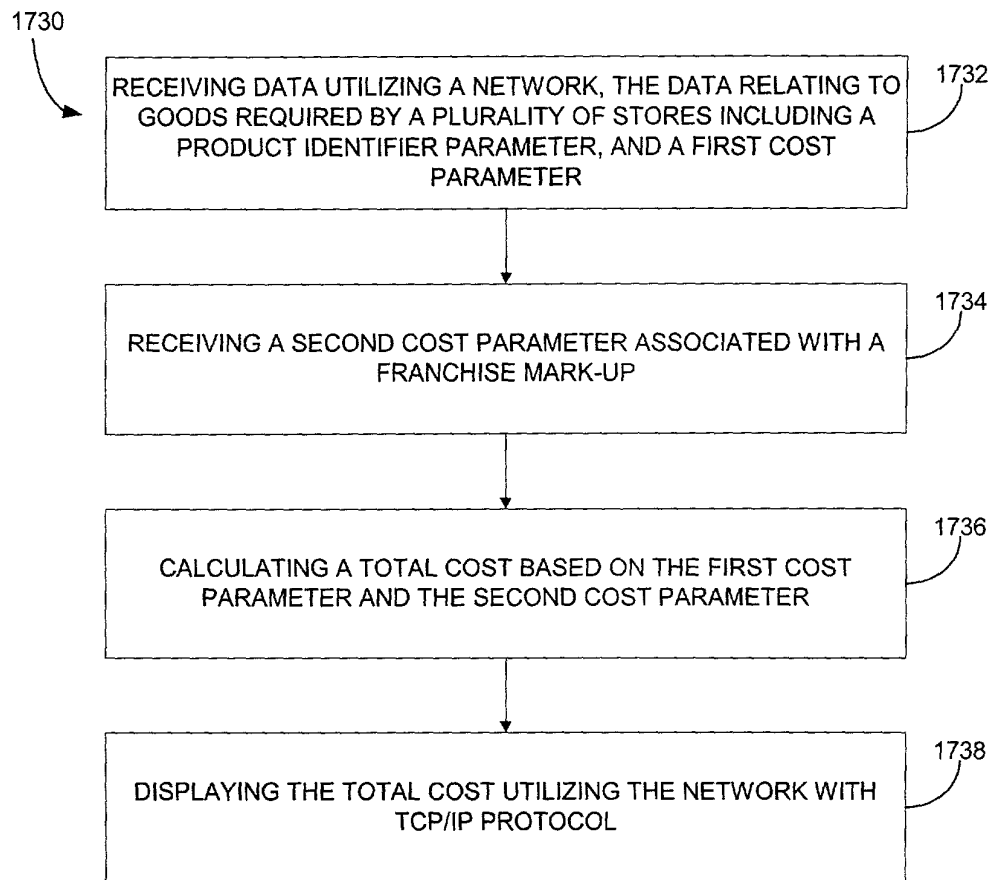 1730
1732
RECEIVING DATA UTILIZING A NETWORK, THE DATA RELATING TO
GOODS REQUIRED BY A PLURALITY OF STORES INCLUDING A
PRODUCT IDENTIFIER PARAMETER, AND A FIRST COST
PARAMETER
1734
RECEIVING A SECOND COST PARAMETER ASSOCIATED WITH A
FRANCHISE MARK-UP
1736
CALCULATING A TOTAL COST BASED ON THE FIRST COST
PARAMETER AND THE SECOND COST PARAMETER
1738
DISPLAYING THE TOTAL COST UTILIZING THE NETWORK WITH
TCP/IP PROTOCOL